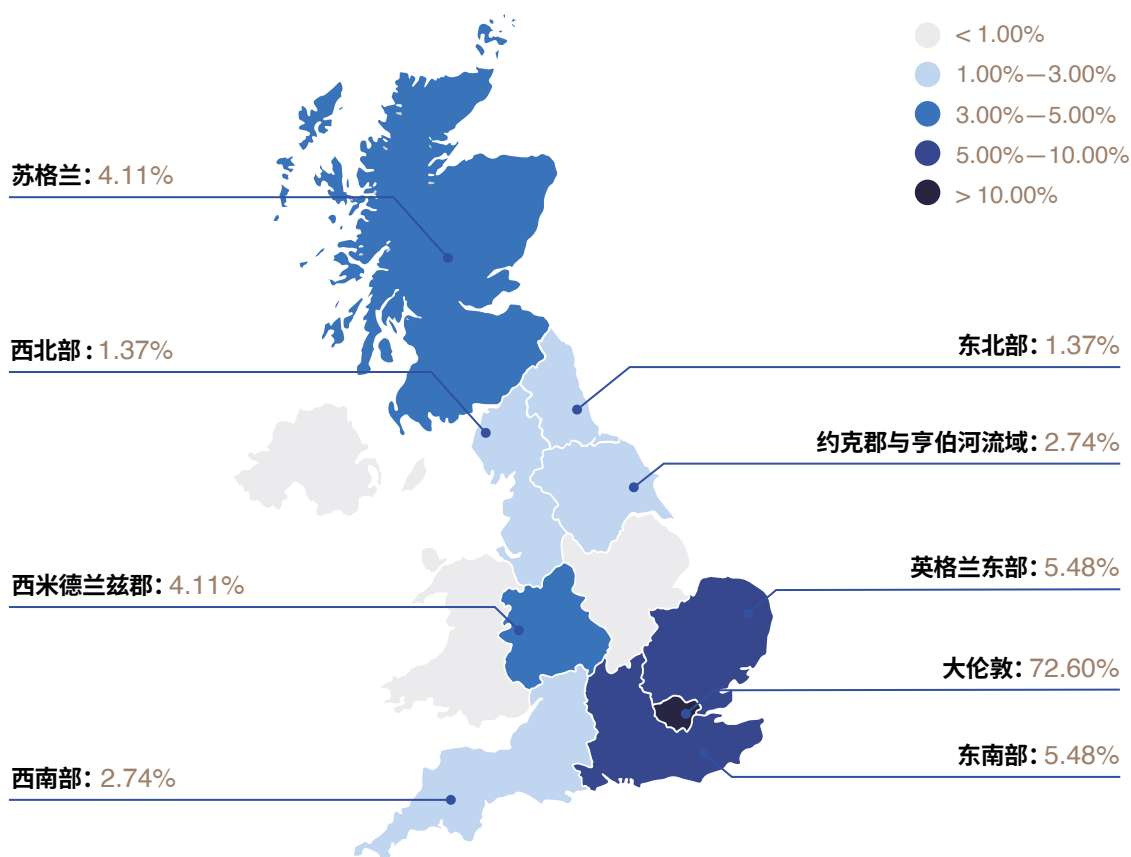 < 1.00%
1.00%—3.00%
3.00%—5.00%
5.00%—10.00%
> 10.00%
苏格兰：4.11%
西北部：1.37%
东北部：1.37%
约克郡与亨伯河流域：2.74%
英格兰东部：5.48%
西米德兰兹郡：4.11%
大伦敦：72.60%
东南部：5.48%
西南部：2.74%